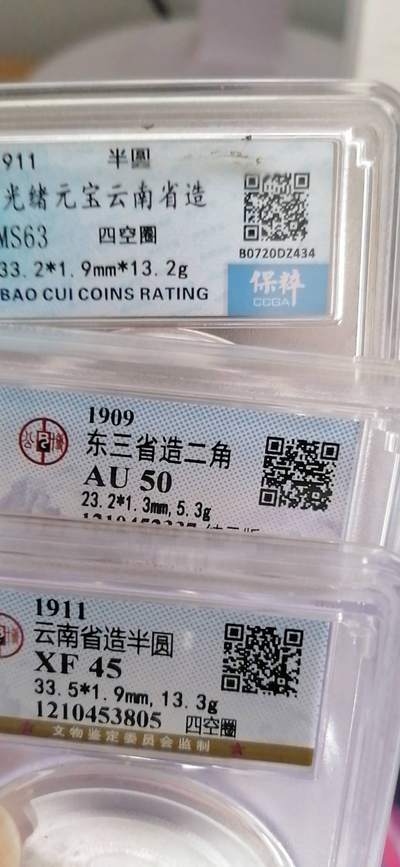 911 半圆
光绪元宝云南省造
MS63 四空圈
33.2*1.9mm*13.2g
BAO CUI COINS RATING
B0720DZ434
保粹
CCGA
1909
东三省造二角
AU 50
23.2*1.3mm,5.3g
1911
云南省造半圆
XF 45
33.5*1.9mm,13.3g
1210453805 四空圈
文物鉴定委员会监制